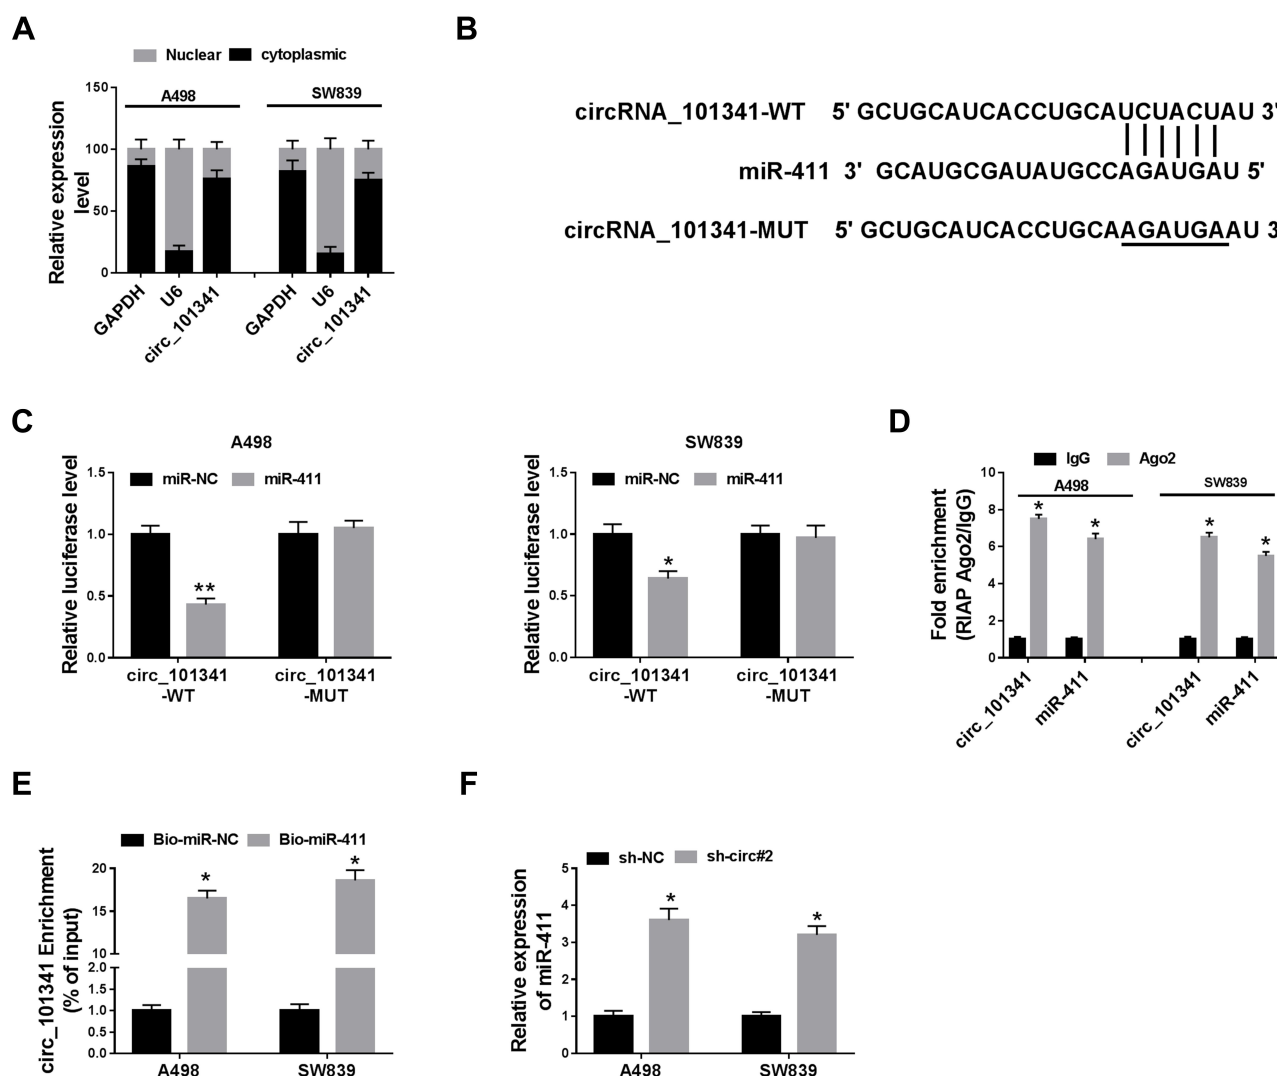 A
Nuclear cytoplasmic
A498 SW839
Relative expression
level
150
100
50
0
GAPDH U6 circ_101341 GAPDH U6 circ_101341
B
circRNA_101341-WT 5' GCUGCAUCACCUGCAUCUACUAU 3'
miR-411 3' GCAUGCGAUAUGCCAGAUGAU 5'
circRNA_101341-MUT 5' GCUGCAUCACCUGCAAGAUGAAU 3
C
A498
miR-NC miR-411
Relative luciferase level
1.5
1.0
0.5
0.0
**
circ_101341 circ_101341
-WT -MUT
SW839
miR-NC miR-411
Relative luciferase level
1.5
1.0
0.5
0.0
*
circ_101341 circ_101341
-WT -MUT
D
IgG Ago2
A498 SW839
Fold enrichment
(RIAP Ago2/IgG)
10
8
6
4
2
0
* * * *
circ_101341 miR-411 circ_101341 miR-411
E
Bio-miR-NC Bio-miR-411
circ_101341 Enrichment
(% of input)
20
15
10
2.0
1.5
1.0
0.5
0.0
* *
A498 SW839
F
sh-NC sh-circ#2
Relative expression
of miR-411
5
4
3
2
1
0
* *
A498 SW839